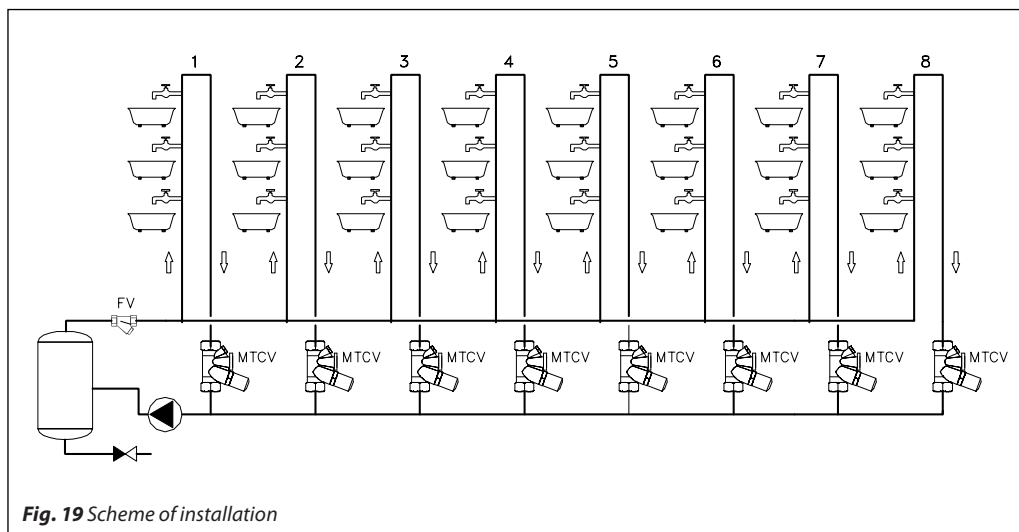 1 2 3 4 5 6 7 8
FV
MTCV MTCV MTCV MTCV MTCV MTCV MTCV MTCV
Fig. 19 Scheme of installation